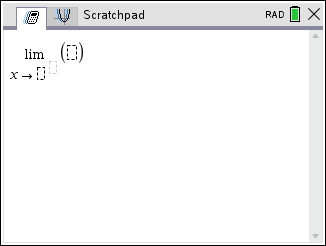 Scratchpad RAD
lim (▯)
x → ▯